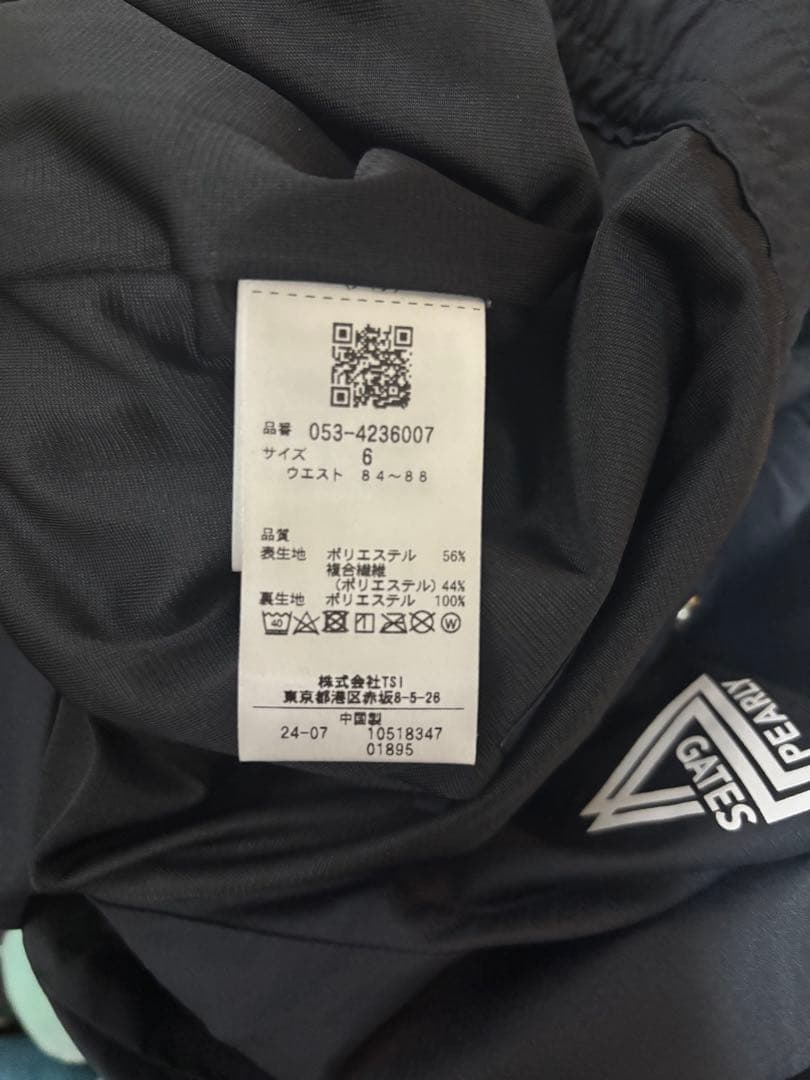 品番 053-4236007
サイズ 6
ウエスト 84～88
品質
表生地 ポリエステル 56%
複合繊維
(ポリエステル)44%
裏生地 ポリエステル 100%
40 W
株式会社TSI
東京都港区赤坂8-5-26
中国製
24-07 10518347
01895
PEARLY
GATES